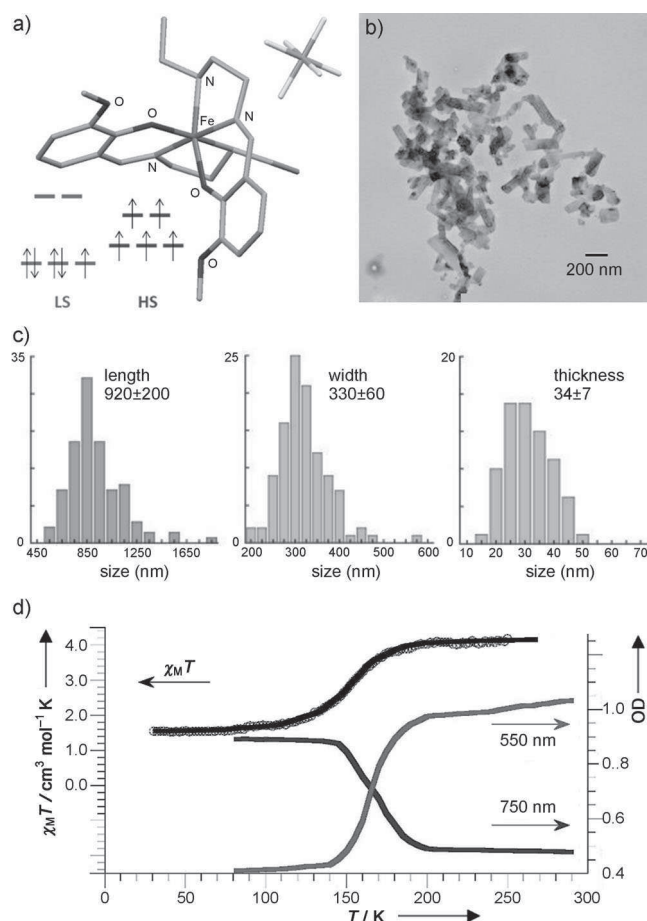 a)
O
O
N
N
Fe
N
O
O
LS
HS
b)
200 nm
c)
35
0
length
920±200
450 850 1250 1650
size (nm)
25
0
width
330±60
200 300 400 500 600
size (nm)
20
0
thickness
34±7
10 20 30 40 50 60 70
size (nm)
d)
χMT / cm³ mol⁻¹ K
4.0
3.0
2.0
1.0
0.0
χMT
OD
1.0
0.8
0.6
0.4
550 nm
750 nm
0 50 100 150 200 250 300
T / K